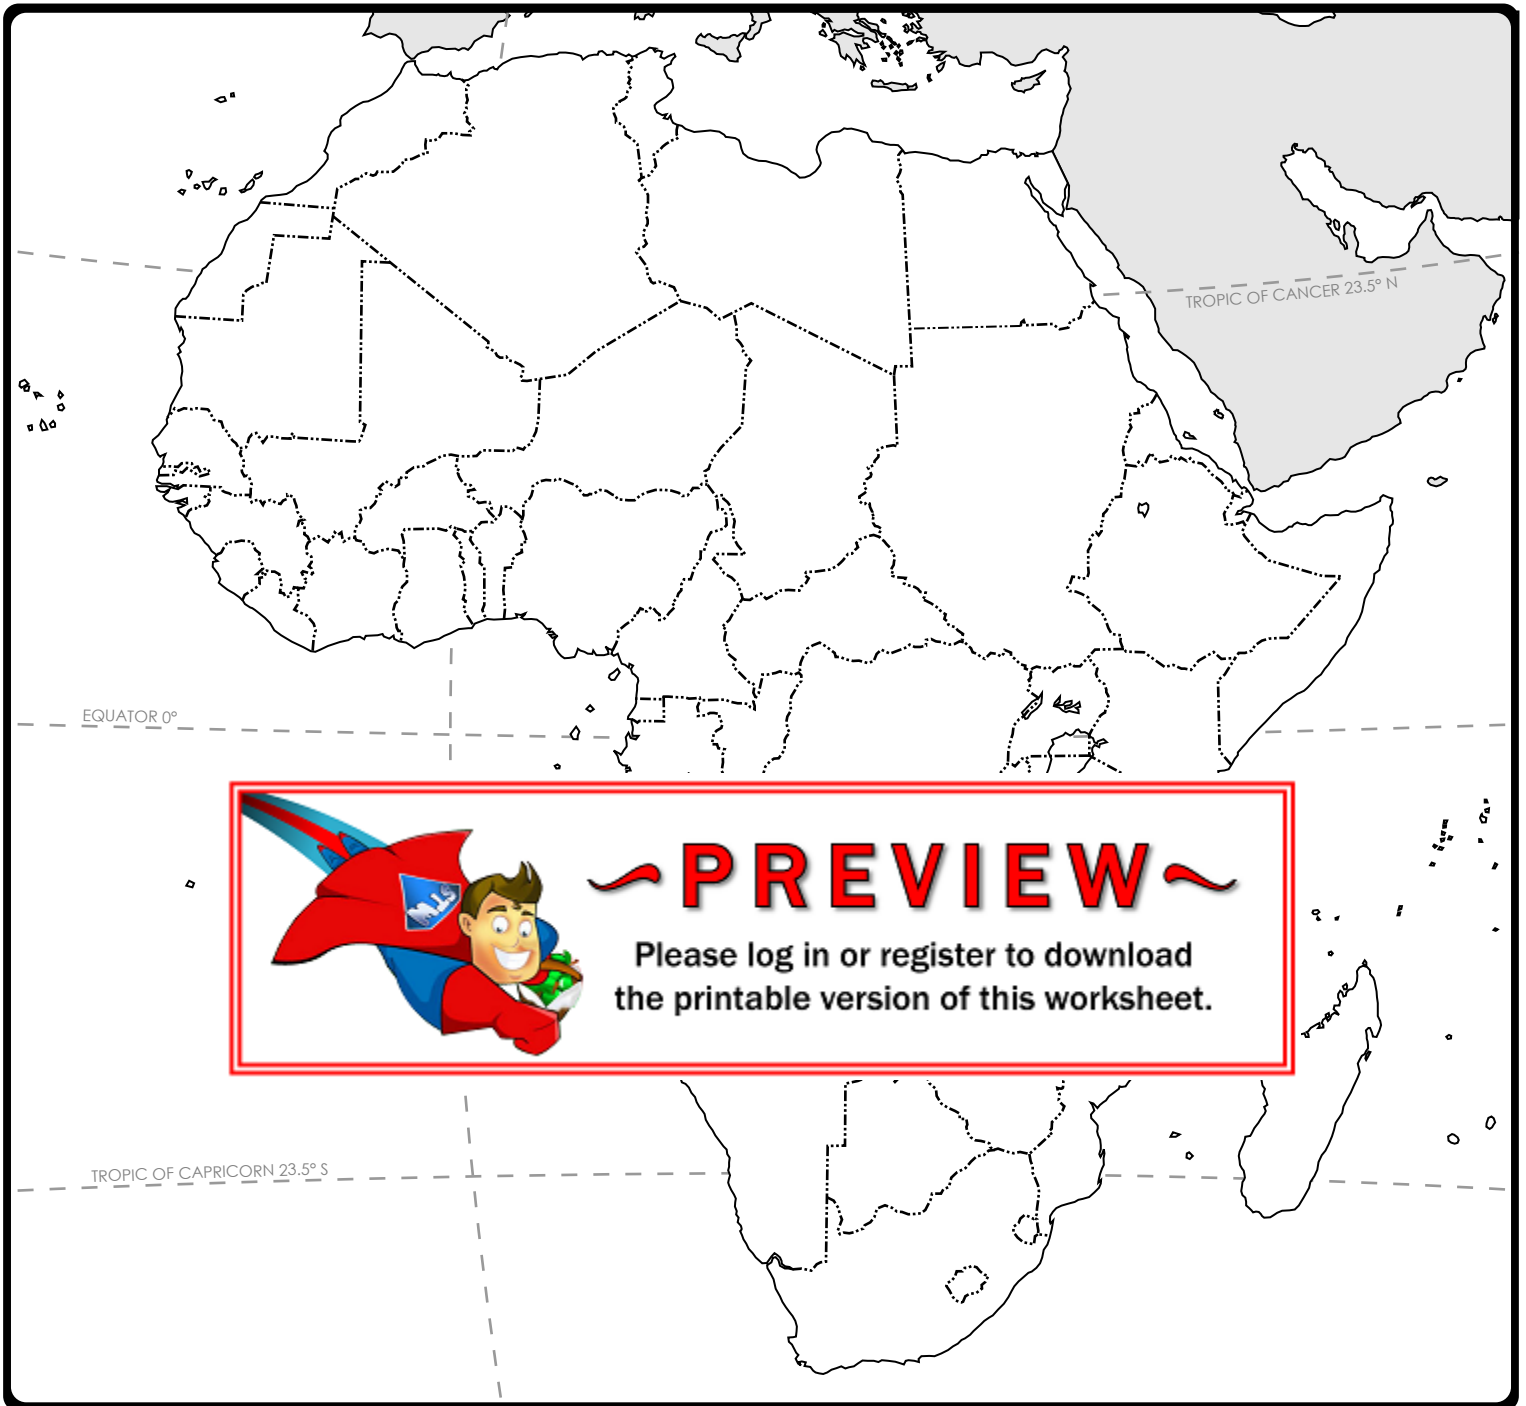 TROPIC OF CANCER 23.5° N
EQUATOR 0°
STW
PREVIEW
Please log in or register to download
the printable version of this worksheet.
TROPIC OF CAPRICORN 23.5° S